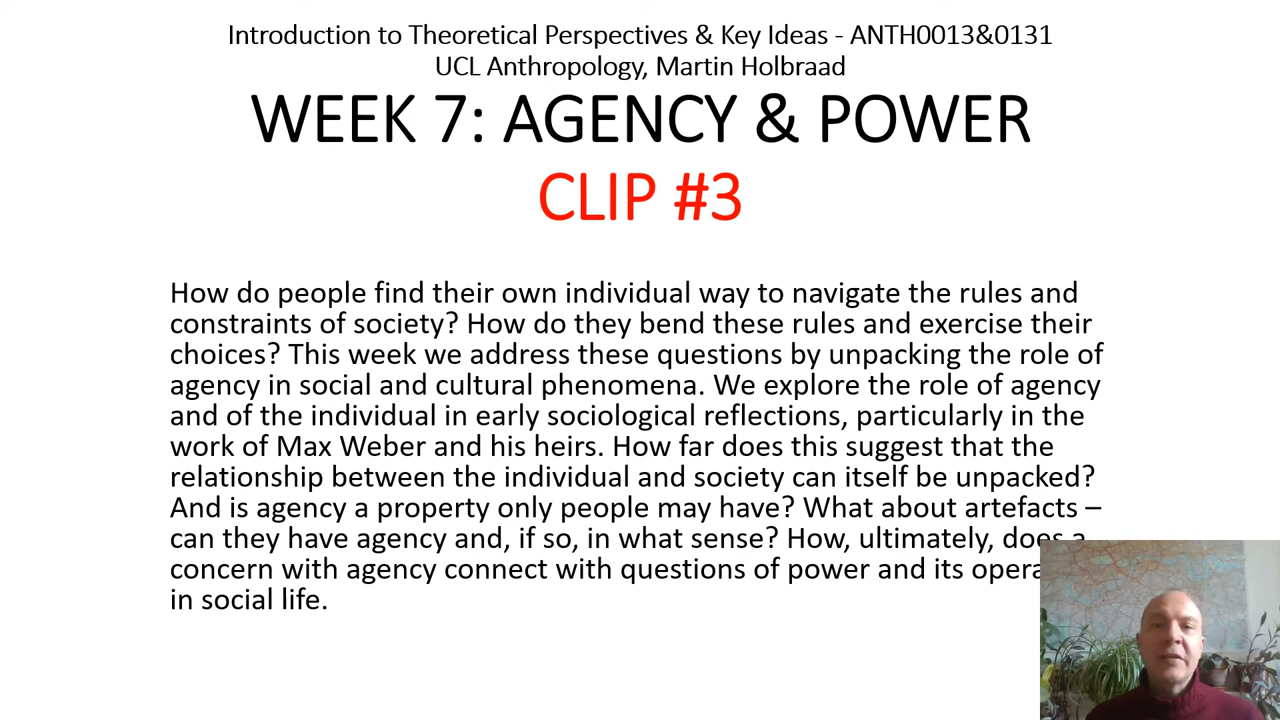 Introduction to Theoretical Perspectives & Key Ideas - ANTH0013&0131
UCL Anthropology, Martin Holbraad
WEEK 7: AGENCY & POWER
CLIP #3
How do people find their own individual way to navigate the rules and
constraints of society? How do they bend these rules and exercise their
choices? This week we address these questions by unpacking the role of
agency in social and cultural phenomena. We explore the role of agency
and of the individual in early sociological reflections, particularly in the
work of Max Weber and his heirs. How far does this suggest that the
relationship between the individual and society can itself be unpacked?
And is agency a property only people may have? What about artefacts –
can they have agency and, if so, in what sense? How, ultimately, does a
concern with agency connect with questions of power and its
in social life.